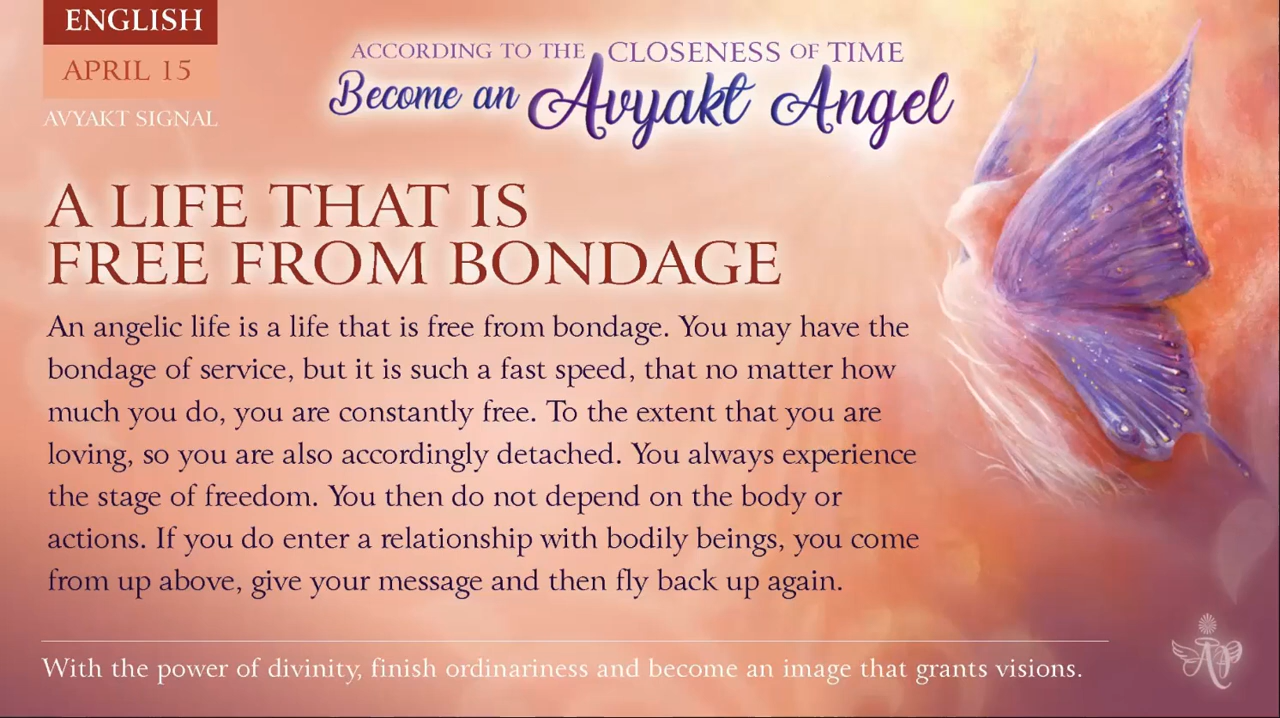 ENGLISH
APRIL 15
AVYAKT SIGNAL
ACCORDING TO THE CLOSENESS OF TIME
Become an Avyakt Angel
A LIFE THAT IS
FREE FROM BONDAGE
An angelic life is a life that is free from bondage. You may have the
bondage of service, but it is such a fast speed, that no matter how
much you do, you are constantly free. To the extent that you are
loving, so you are also accordingly detached. You always experience
the stage of freedom. You then do not depend on the body or
actions. If you do enter a relationship with bodily beings, you come
from up above, give your message and then fly back up again.
With the power of divinity, finish ordinariness and become an image that grants visions.
AA